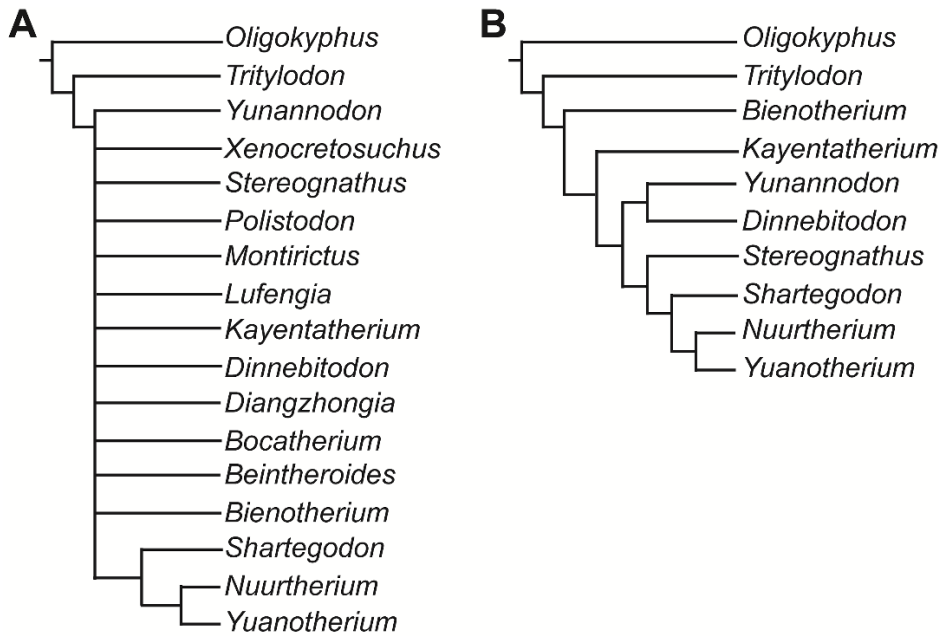 A
Oligokyphus
Tritylodon
Yunannodon
Xenocretosuchus
Stereognathus
Polistodon
Montirictus
Lufengia
Kayentatherium
Dinnebitodon
Diangzhongia
Bocatherium
Beintheroides
Bienotherium
Shartegodon
Nuurtherium
Yuanotherium
B
Oligokyphus
Tritylodon
Bienotherium
Kayentatherium
Yunannodon
Dinnebitodon
Stereognathus
Shartegodon
Nuurtherium
Yuanotherium